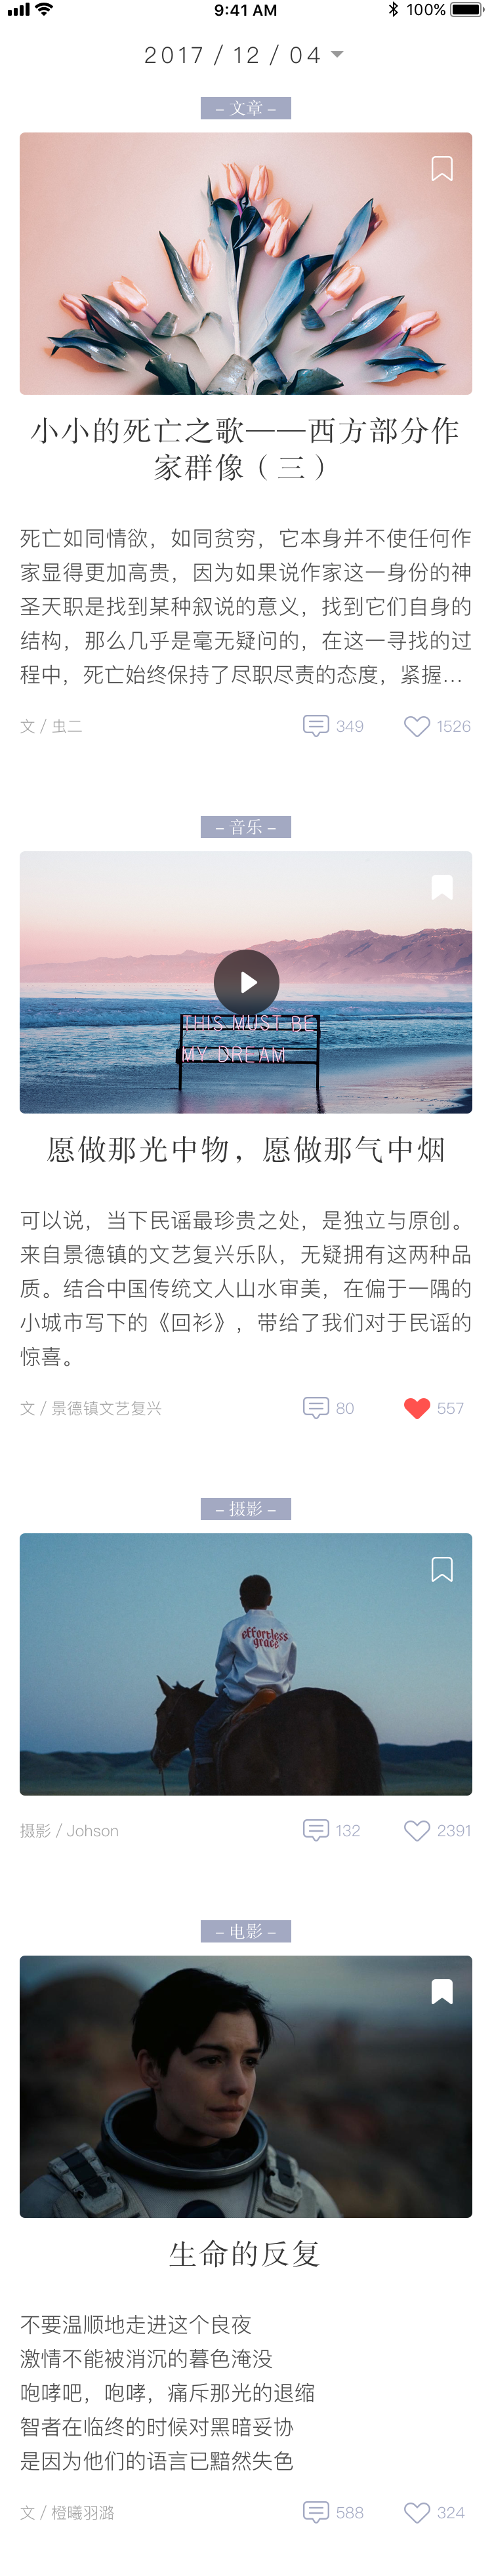 9:41 AM
100%
2017 / 12 / 04
– 文章 –
小小的死亡之歌——西方部分作
家群像（三）
死亡如同情欲，如同贫穷，它本身并不使任何作
家显得更加高贵，因为如果说作家这一身份的神
圣天职是找到某种叙说的意义，找到它们自身的
结构，那么几乎是毫无疑问的，在这一寻找的过
程中，死亡始终保持了尽职尽责的态度，紧握...
文 / 虫二
349
1526
– 音乐 –
THIS MUST BE
MY DREAM
愿做那光中物，愿做那气中烟
可以说，当下民谣最珍贵之处，是独立与原创。
来自景德镇的文艺复兴乐队，无疑拥有这两种品
质。结合中国传统文人山水审美，在偏于一隅的
小城市写下的《回衫》，带给了我们对于民谣的
惊喜。
文 / 景德镇文艺复兴
80
557
– 摄影 –
effortless
grace
摄影 / Johson
132
2391
– 电影 –
生命的反复
不要温顺地走进这个良夜
激情不能被消沉的暮色淹没
咆哮吧，咆哮，痛斥那光的退缩
智者在临终的时候对黑暗妥协
是因为他们的语言已黯然失色
文 / 橙曦羽潞
588
324